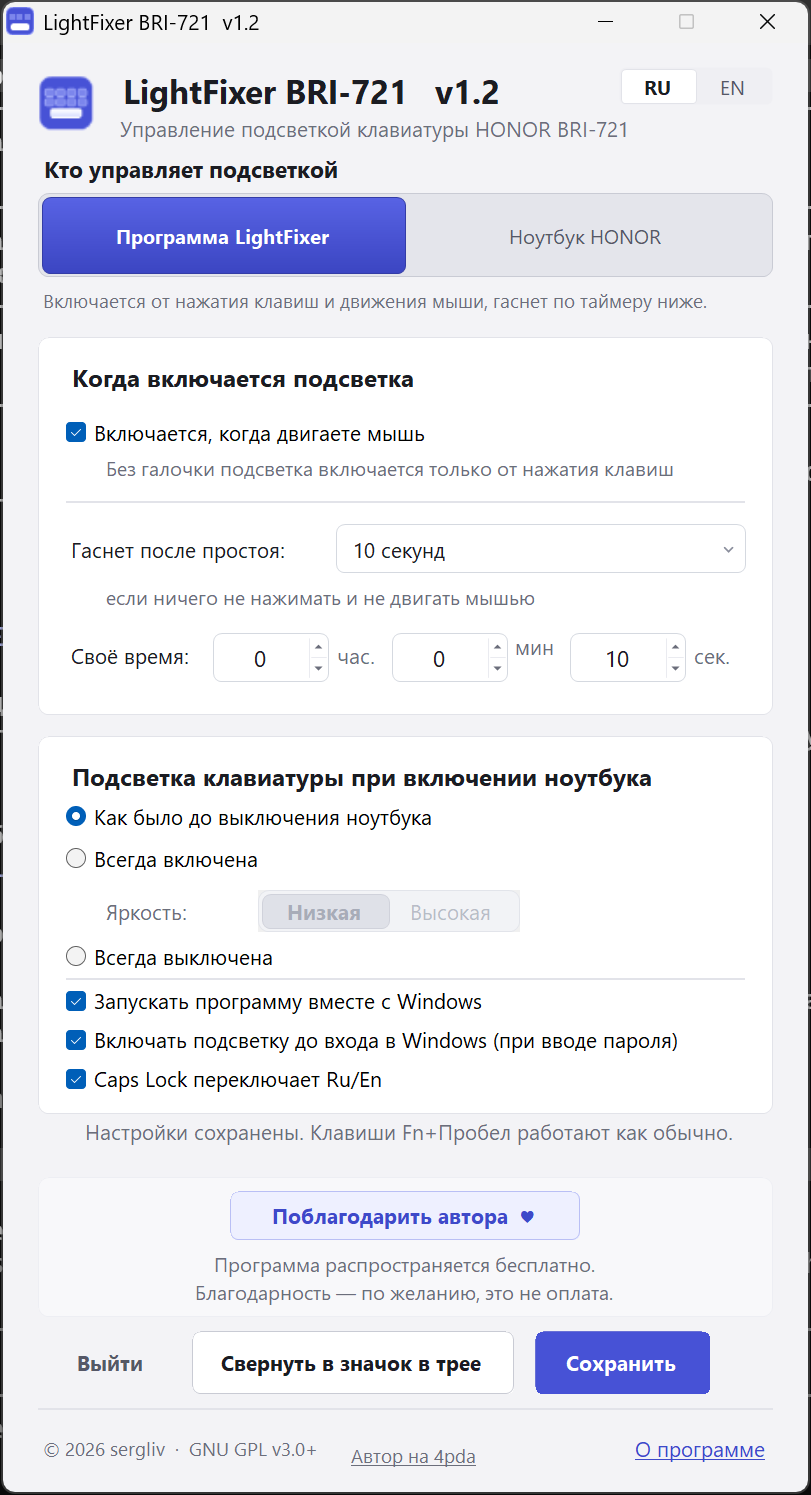 LightFixer BRI-721 v1.2
LightFixer BRI-721 v1.2
RU EN
Управление подсветкой клавиатуры HONOR BRI-721
Кто управляет подсветкой
Программа LightFixer Ноутбук HONOR
Включается от нажатия клавиш и движения мыши, гаснет по таймеру ниже.
Когда включается подсветка
Включается, когда двигаете мышь
Без галочки подсветка включается только от нажатия клавиш
Гаснет после простоя: 10 секунд
если ничего не нажимать и не двигать мышью
Своё время: 0 час. 0 мин 10 сек.
Подсветка клавиатуры при включении ноутбука
Как было до выключения ноутбука
Всегда включена
Яркость: Низкая Высокая
Всегда выключена
Запускать программу вместе с Windows
Включать подсветку до входа в Windows (при вводе пароля)
Caps Lock переключает Ru/En
Настройки сохранены. Клавиши Fn+Пробел работают как обычно.
Поблагодарить автора ♥
Программа распространяется бесплатно.
Благодарность — по желанию, это не оплата.
Выйти Свернуть в значок в трее Сохранить
© 2026 sergliv · GNU GPL v3.0+ Автор на 4pda О программе